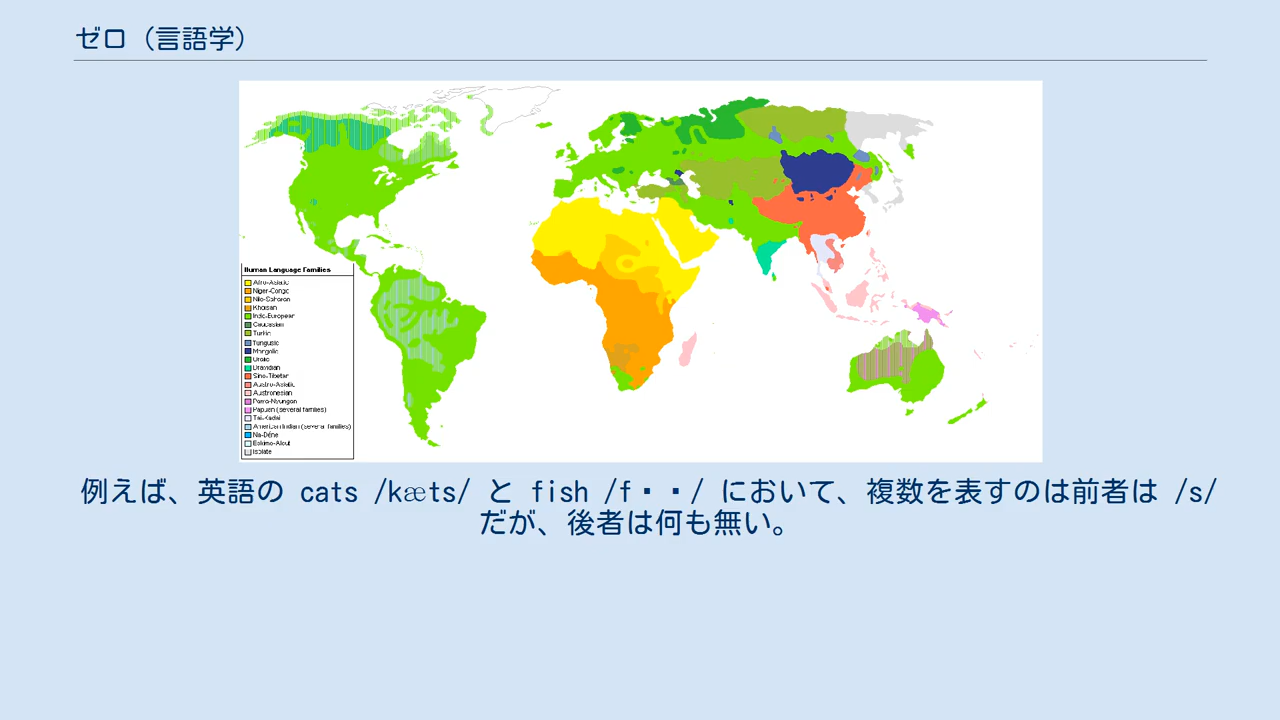 ゼロ (言語学)
Human Language Families
Afro-Asiatic
Niger-Congo
Nilo-Saharan
Khoisan
Indo-European
Caucasian
Turkic
Tungusic
Mongolic
Uralic
Dravidian
Sino-Tibetan
Austro-Asiatic
Austronesian
Pama-Nyungan
Papuan (several families)
Tai-Kadai
American Indian (several families)
Na-Dene
Eskimo-Aleut
Isolate
例えば、英語の cats /kæts/ と fish /f・・/ において、複数を表すのは前者は /s/
だが、後者は何も無い。